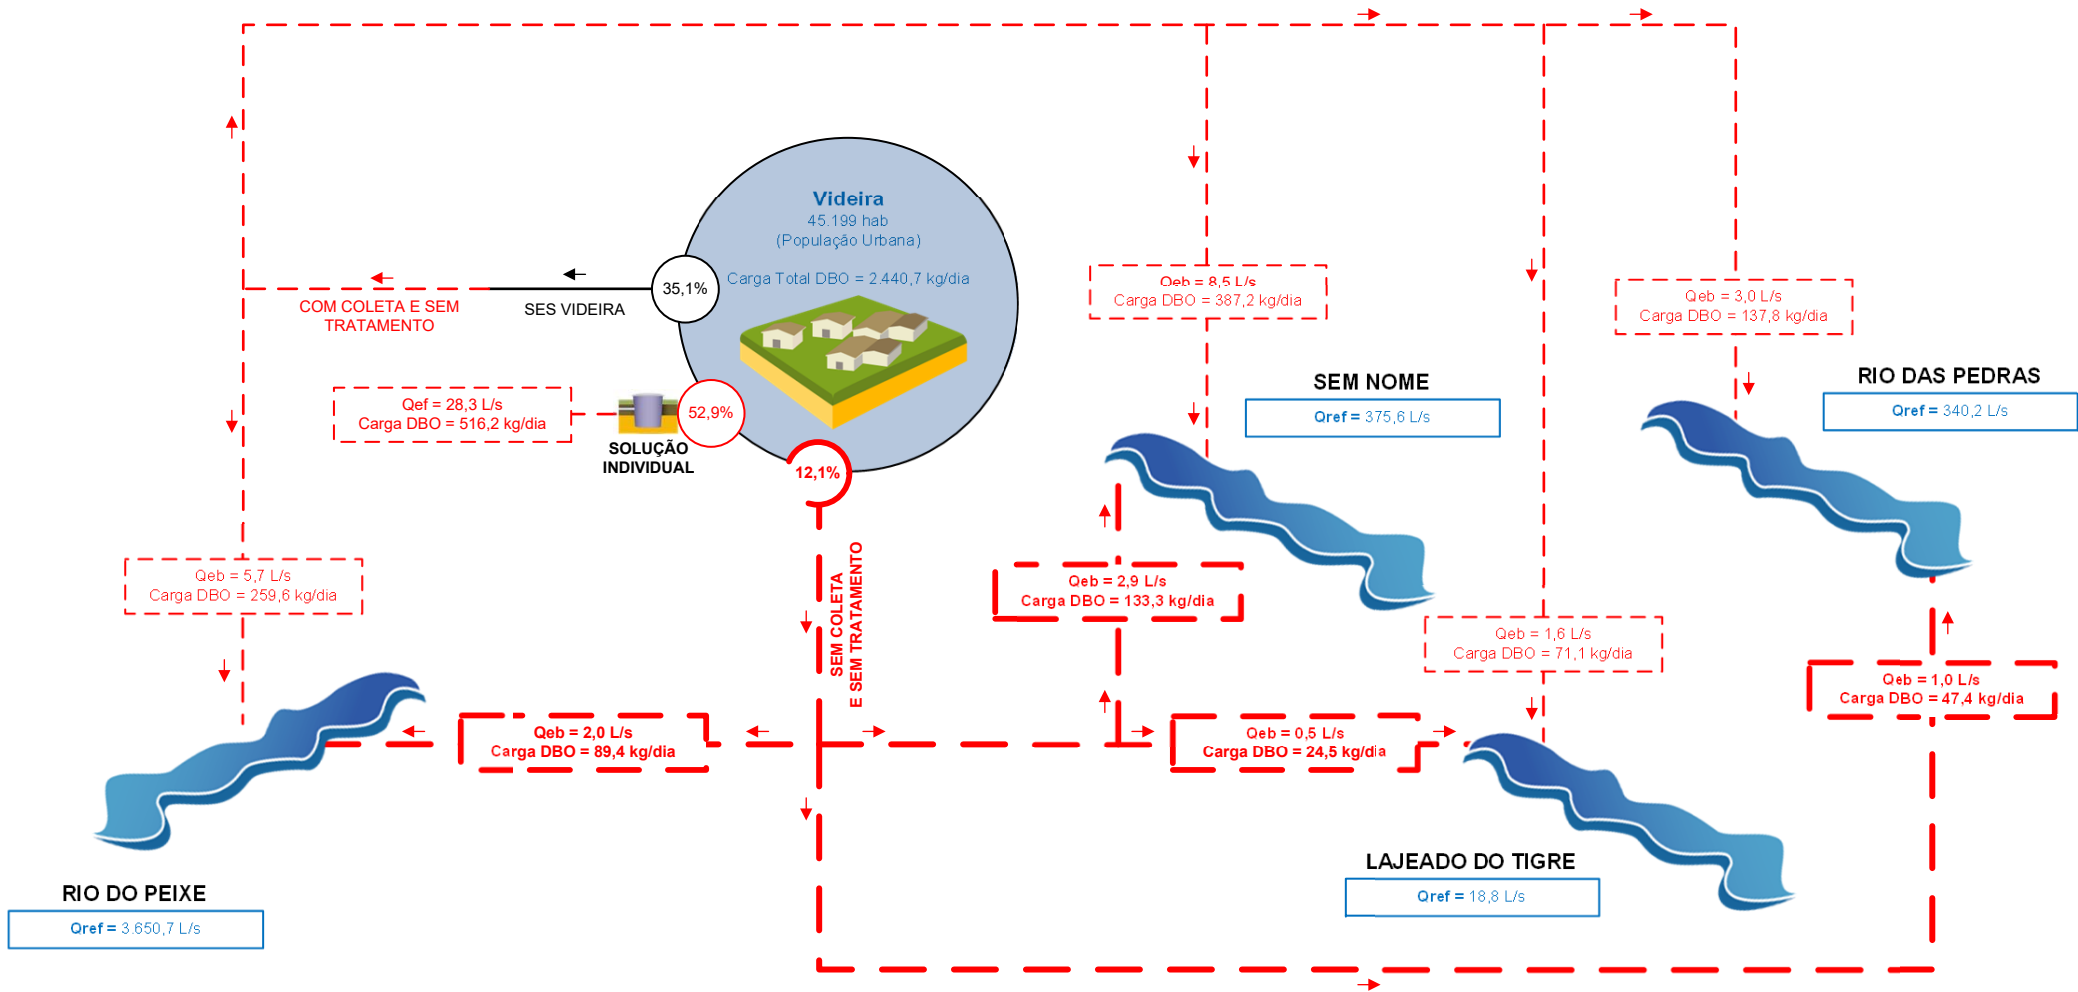 Videira
45.199 hab
(População Urbana)
Carga Total DBO = 2.440,7 kg/dia
35,1%
SES VIDEIRA
COM COLETA E SEM
TRATAMENTO
52,9%
SOLUÇÃO
INDIVIDUAL
Qef = 28,3 L/s
Carga DBO = 516,2 kg/dia
12,1%
SEM COLETA
E SEM TRATAMENTO
Qeb = 8,5 L/s
Carga DBO = 387,2 kg/dia
Qeb = 3,0 L/s
Carga DBO = 137,8 kg/dia
SEM NOME
Qref = 375,6 L/s
RIO DAS PEDRAS
Qref = 340,2 L/s
Qeb = 5,7 L/s
Carga DBO = 259,6 kg/dia
Qeb = 2,9 L/s
Carga DBO = 133,3 kg/dia
Qeb = 1,6 L/s
Carga DBO = 71,1 kg/dia
Qeb = 1,0 L/s
Carga DBO = 47,4 kg/dia
Qeb = 2,0 L/s
Carga DBO = 89,4 kg/dia
Qeb = 0,5 L/s
Carga DBO = 24,5 kg/dia
LAJEADO DO TIGRE
Qref = 18,8 L/s
RIO DO PEIXE
Qref = 3.650,7 L/s